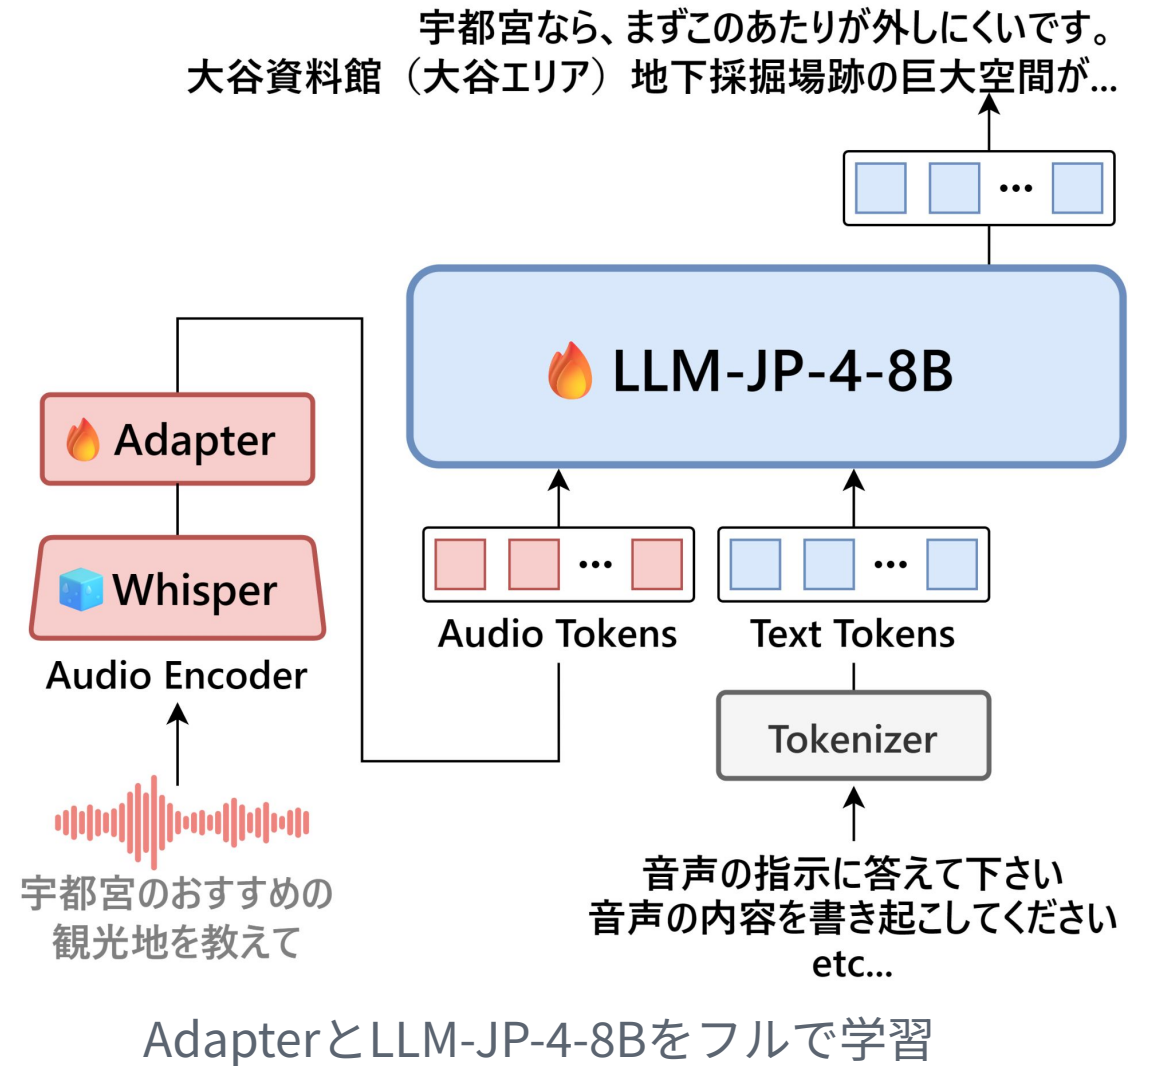 宇都宮なら、まずこのあたりが外しにくいです。
大谷資料館（大谷エリア）地下採掘場跡の巨大空間が...
...
LLM-JP-4-8B
Adapter
Whisper
Audio Encoder
...
...
Audio Tokens
Text Tokens
Tokenizer
宇都宮のおすすめの
観光地を教えて
音声の指示に答えて下さい
音声の内容を書き起こしてください
etc...
AdapterとLLM-JP-4-8Bをフルで学習